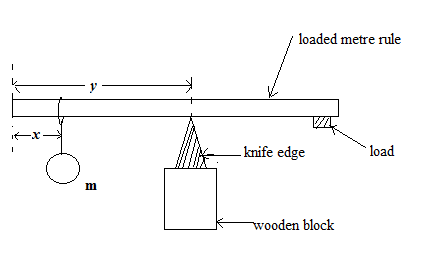 loaded metre rule
y
x
knife edge
load
m
wooden block